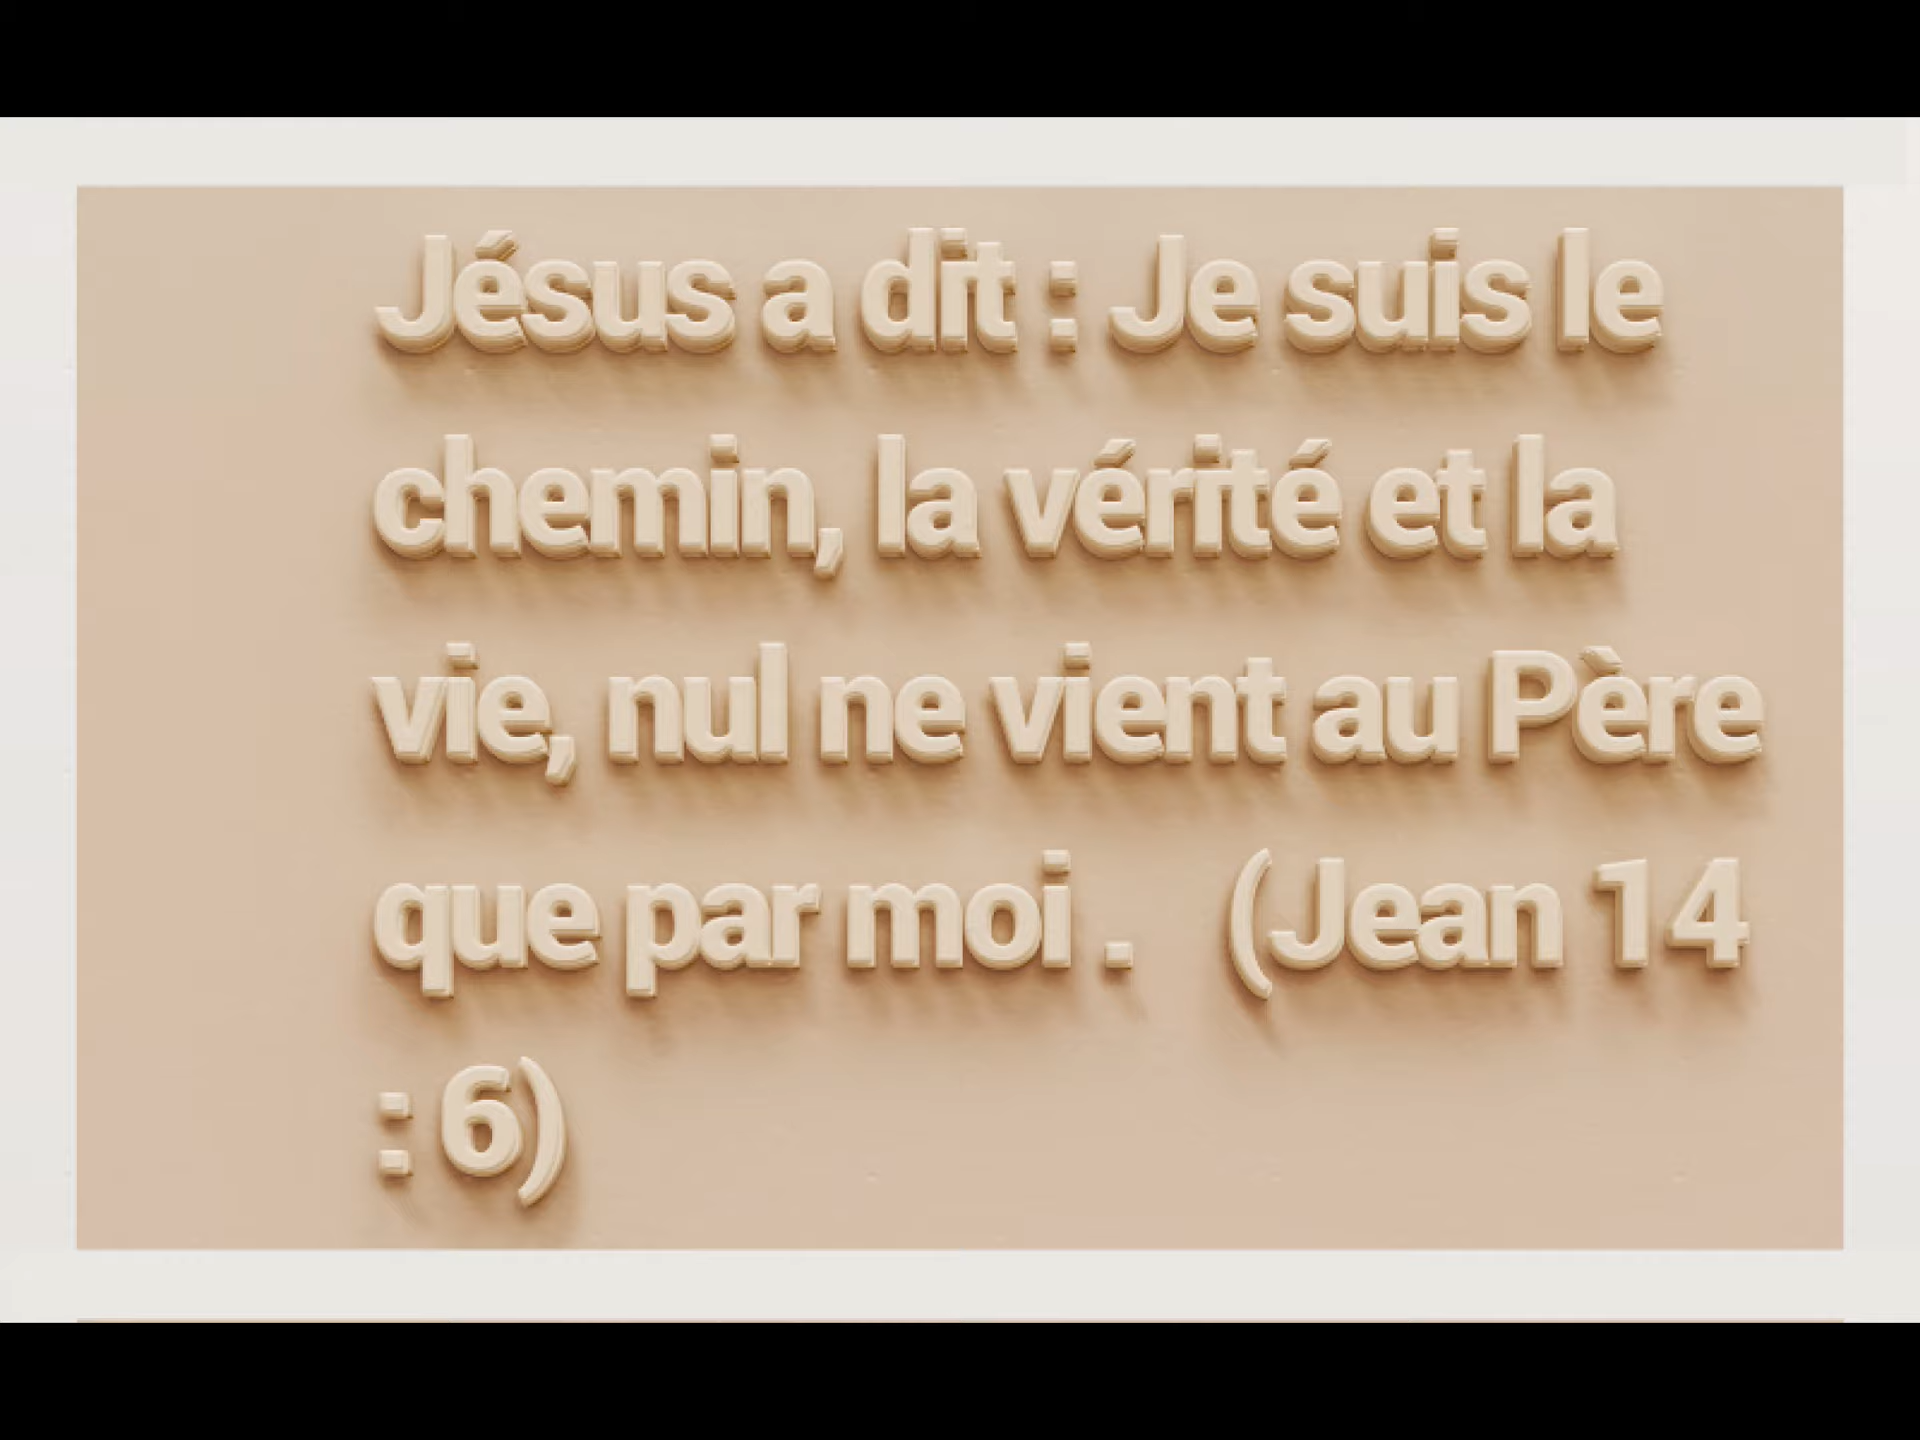 Jésus a dit : Je suis le
chemin, la vérité et la
vie, nul ne vient au Père
que par moi . (Jean 14
: 6)